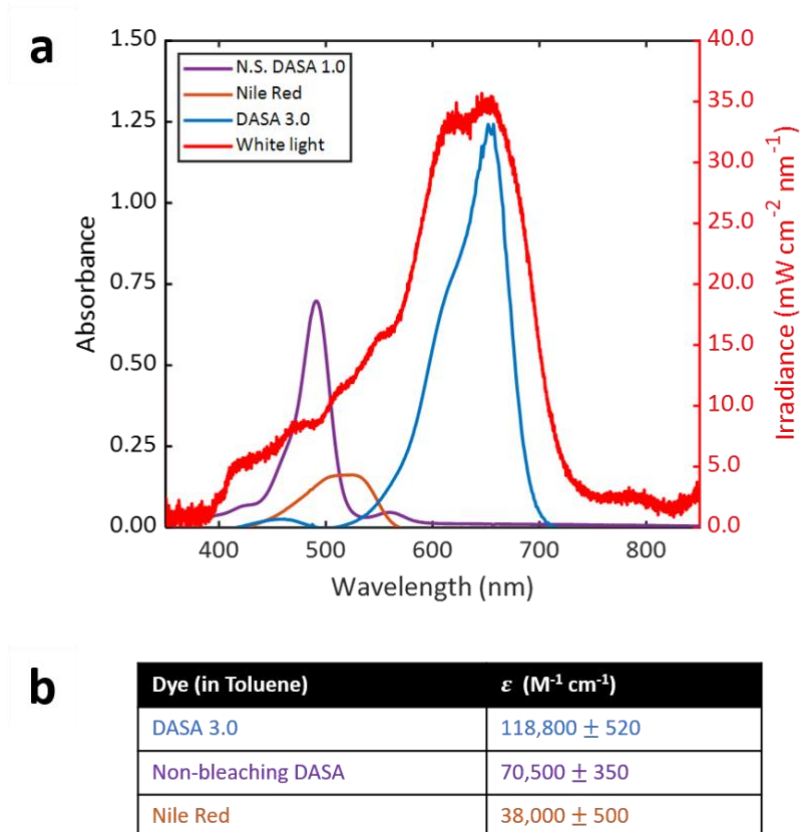 a
1.50
1.25
1.00
0.75
0.50
0.25
0.00
Absorbance
N.S. DASA 1.0
Nile Red
DASA 3.0
White light
40.0
35.0
30.0
25.0
20.0
15.0
10.0
5.0
0.0
Irradiance (mW cm⁻² nm⁻¹)
400 500 600 700 800
Wavelength (nm)
b
Dye (in Toluene) ε (M⁻¹ cm⁻¹)
DASA 3.0 118,800 ± 520
Non-bleaching DASA 70,500 ± 350
Nile Red 38,000 ± 500